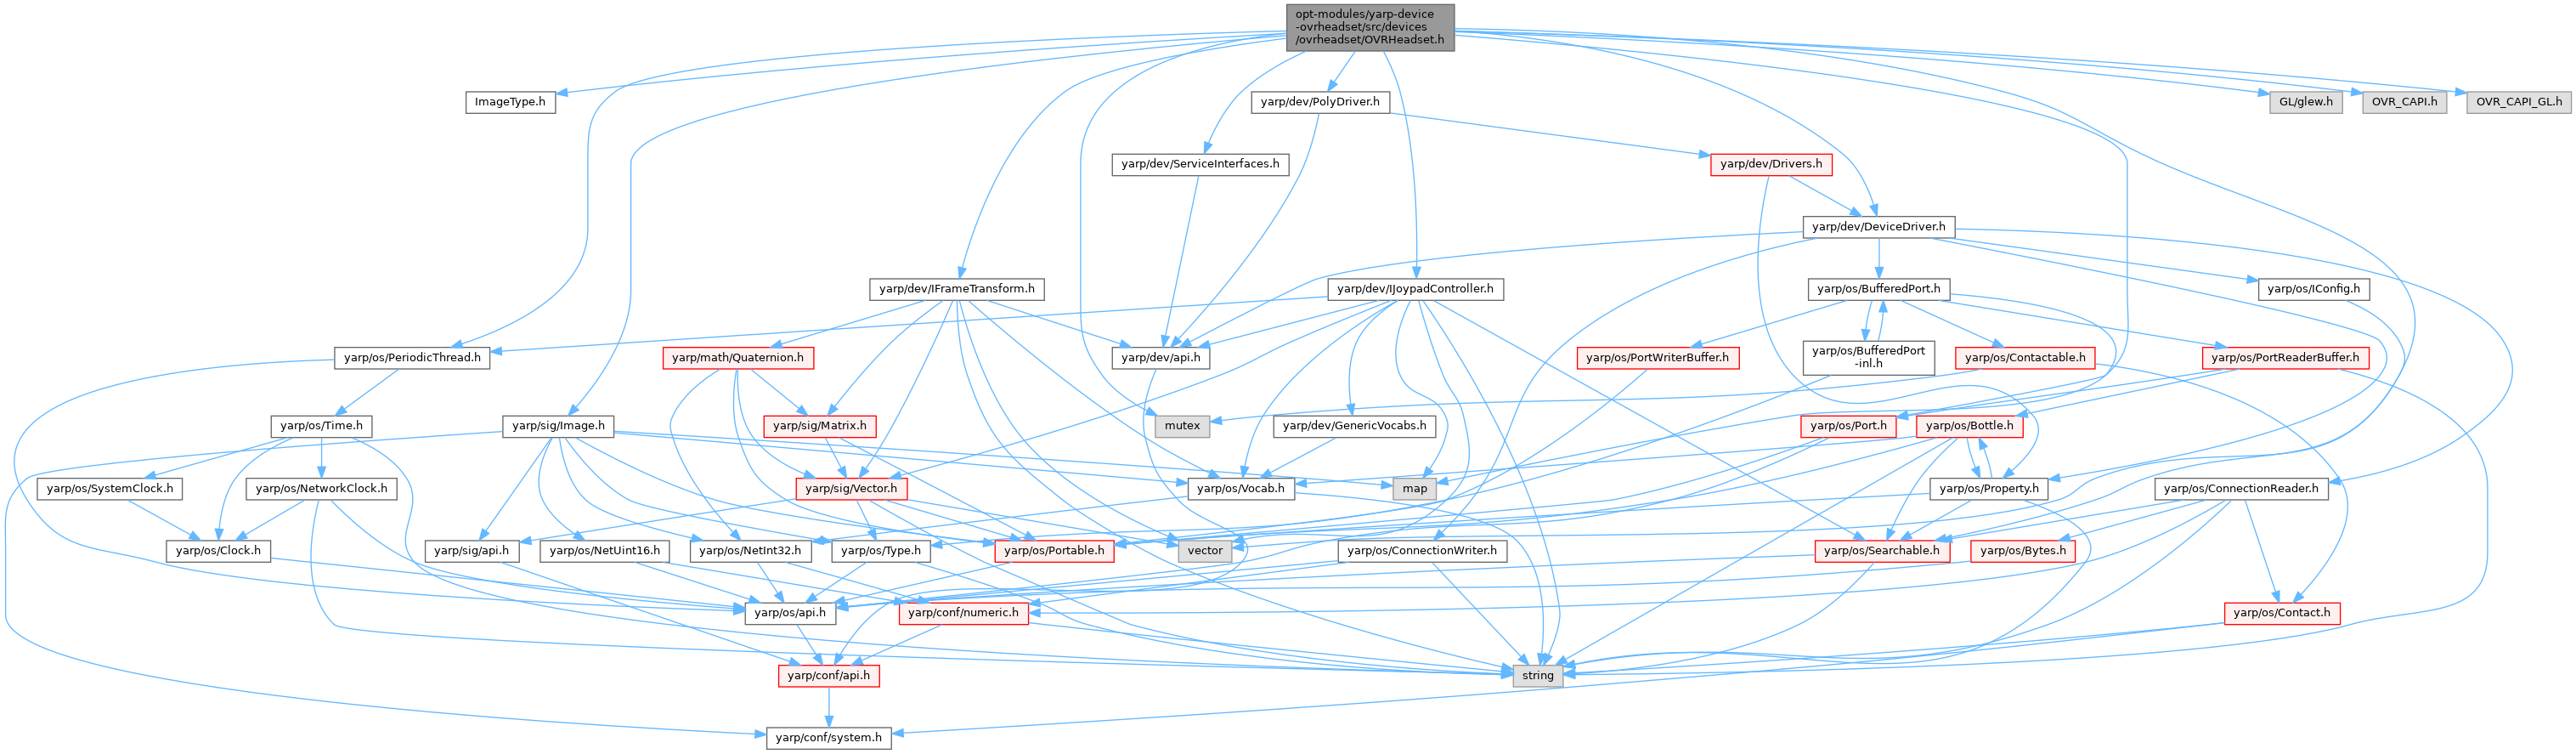 opt-modules/yarp-device
-ovrheadset/src/devices
/ovrheadset/OVRHeadset.h
ImageType.h
yarp/dev/PolyDriver.h
GL/glew.h
OVR_CAPI.h
OVR_CAPI_GL.h
yarp/dev/ServiceInterfaces.h
yarp/dev/Drivers.h
yarp/dev/DeviceDriver.h
yarp/dev/IFrameTransform.h
yarp/dev/IJoypadController.h
yarp/os/BufferedPort.h
yarp/os/IConfig.h
yarp/os/PeriodicThread.h
yarp/math/Quaternion.h
yarp/dev/api.h
yarp/os/PortWriterBuffer.h
yarp/os/BufferedPort
-inl.h
yarp/os/Contactable.h
yarp/os/PortReaderBuffer.h
yarp/os/Time.h
yarp/sig/Image.h
yarp/sig/Matrix.h
mutex
yarp/dev/GenericVocabs.h
yarp/os/Port.h
yarp/os/Bottle.h
yarp/os/SystemClock.h
yarp/os/NetworkClock.h
yarp/sig/Vector.h
yarp/os/Vocab.h
map
yarp/os/Property.h
yarp/os/ConnectionReader.h
yarp/os/Clock.h
yarp/sig/api.h
yarp/os/NetUint16.h
yarp/os/NetInt32.h
yarp/os/Type.h
yarp/os/Portable.h
vector
yarp/os/ConnectionWriter.h
yarp/os/Searchable.h
yarp/os/Bytes.h
yarp/os/api.h
yarp/conf/numeric.h
yarp/os/Contact.h
yarp/conf/api.h
string
yarp/conf/system.h